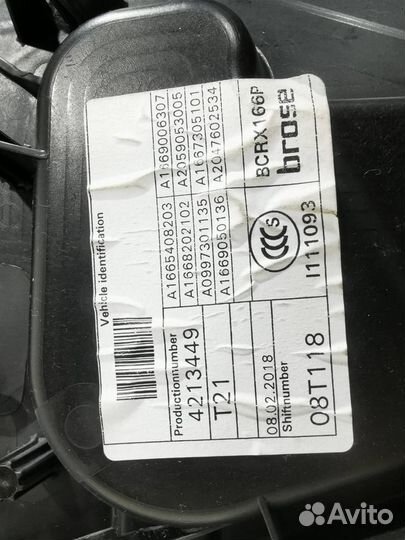 Vehicle identification
A1665408203 A1669006307
A1668202102 A2059053005
A0997301135 A1667305101
A1669050136 A2047602534
BCRX166P
brose
CCC S
I111093
Productionnumber
4213449
T21
08.02.2018
Shiftnumber
08T118
Avito